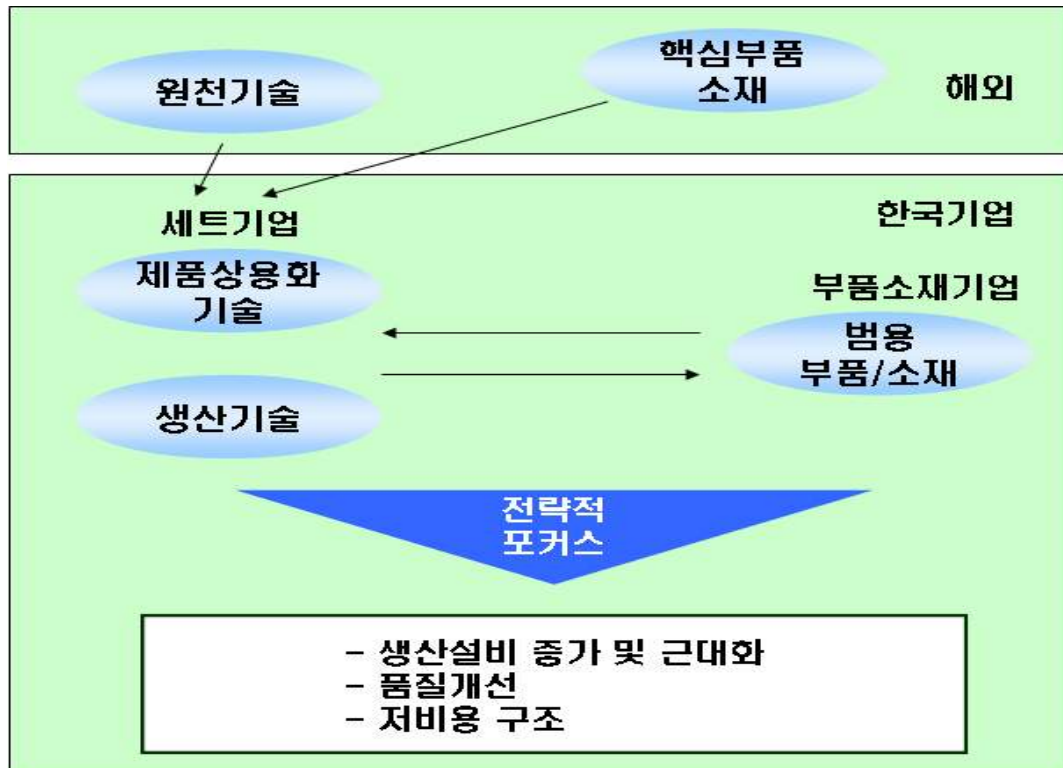 원천기술
핵심부품
소재
해외
세트기업
한국기업
제품상용화
기술
부품소재기업
범용
부품/소재
생산기술
전략적
포커스
- 생산설비 증가 및 근대화
- 품질개선
- 저비용 구조